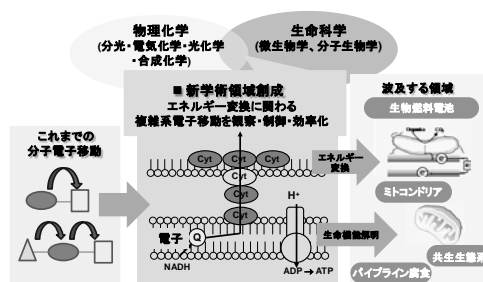 物理化学
(分光・電気化学・光化学
・合成化学)
生命科学
(微生物学、分子生物学)
■ 新学術領域創成
エネルギー変換に関わる
複雑系電子移動を観察・制御・効率化
これまでの
分子電子移動
Cyt
Cyt
Cyt
Cyt
Cyt
Cyt
電子
Q
NADH
H⁺
ADP → ATP
エネルギー
変換
生命機能解明
波及する領域
生物燃料電池
Organics
CO₂
ミトコンドリア
共生生態系
パイプライン腐食